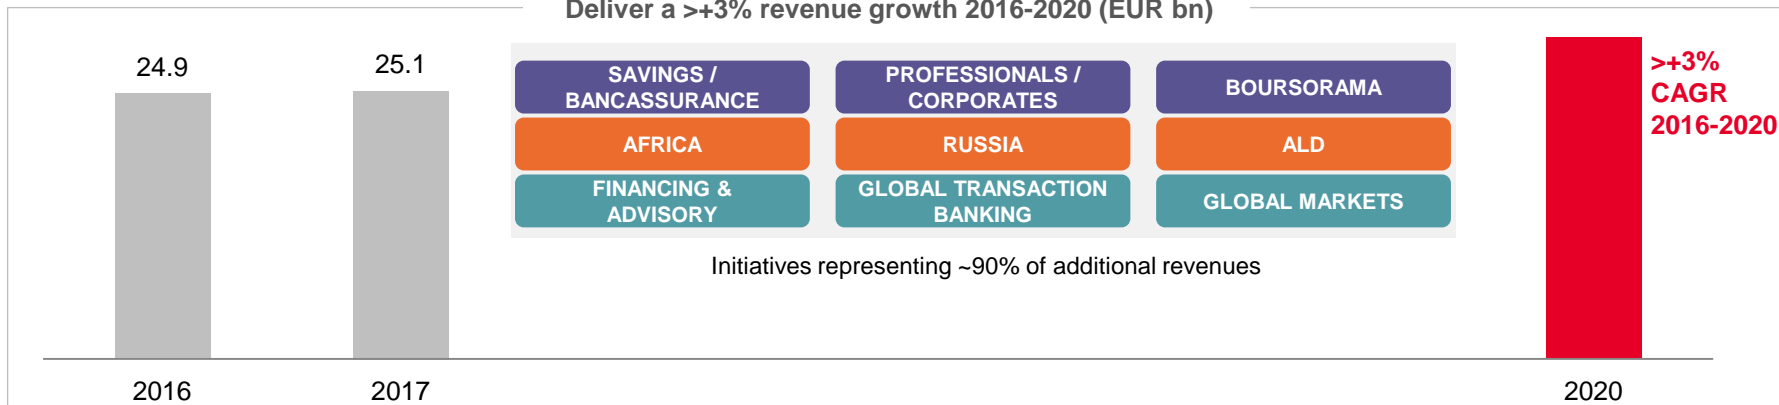 Deliver a >+3% revenue growth 2016-2020 (EUR bn)
24.9
25.1
SAVINGS /
BANCASSURANCE
PROFESSIONALS /
CORPORATES
BOURSORAMA
AFRICA
RUSSIA
ALD
FINANCING &
ADVISORY
GLOBAL TRANSACTION
BANKING
GLOBAL MARKETS
Initiatives representing ~90% of additional revenues
>+3%
CAGR
2016-2020
2016
2017
2020